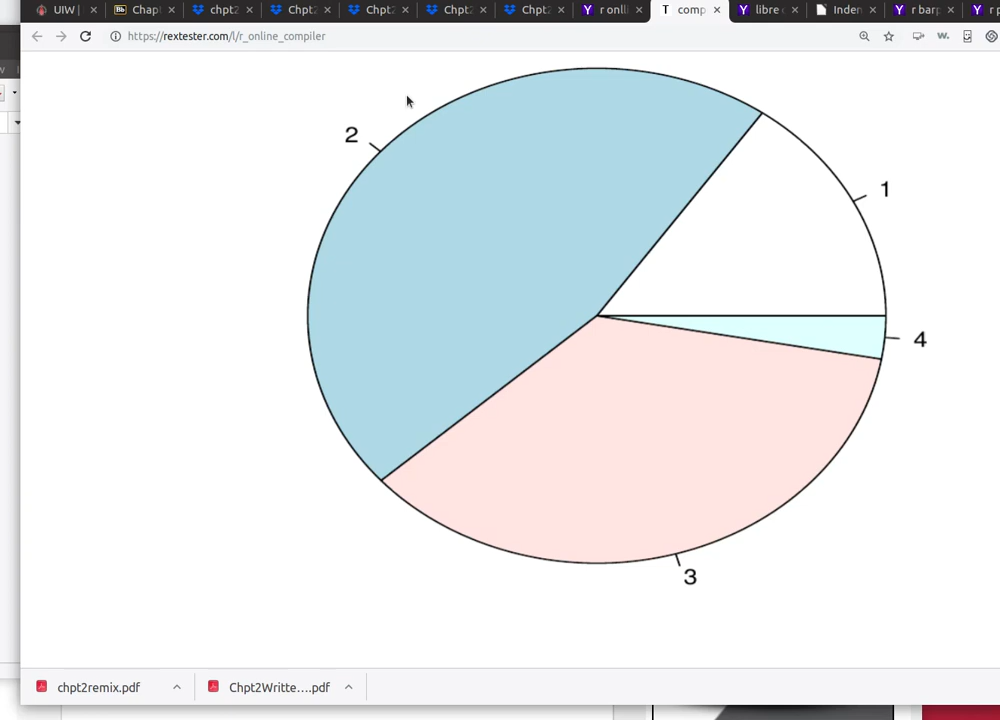 UIW | Bb Chapt chpt2 Chpt2 Chpt2 Chpt2 Chpt2 Y r onli T comp Y libre Inden Y r barp Y r
https://rextester.com/l/r_online_compiler w.
2
1
4
3
chpt2remix.pdf Chpt2Writte....pdf